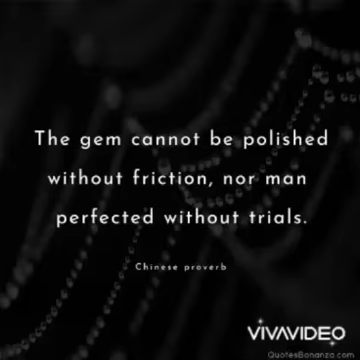 The gem cannot be polished
without friction, nor man
perfected without trials.
Chinese proverb
VIVAVIDEO
QuotesBonanza.com